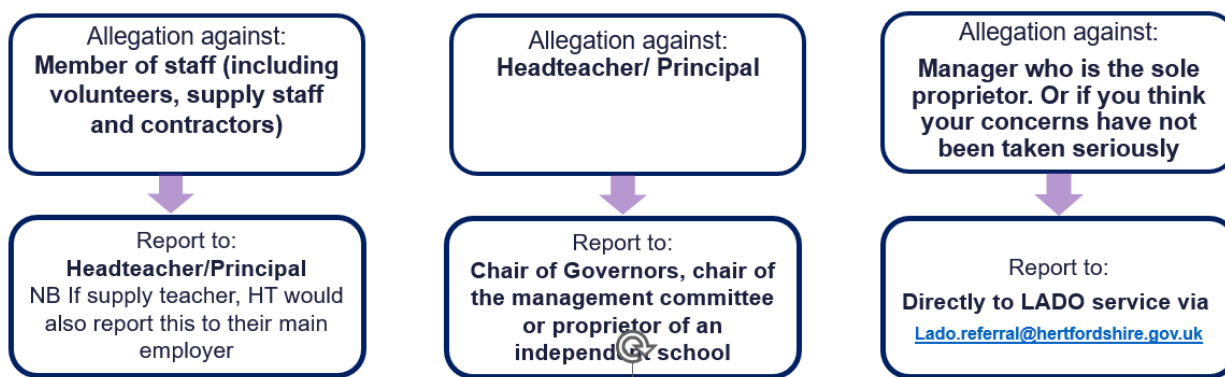 Allegation against:
Member of staff (including
volunteers, supply staff
and contractors)
Report to:
Headteacher/Principal
NB If supply teacher, HT would
also report this to their main
employer
Allegation against:
Headteacher/ Principal
Report to:
Chair of Governors, chair of
the management committee
or proprietor of an
independent school
Allegation against:
Manager who is the sole
proprietor. Or if you think
your concerns have not
been taken seriously
Report to:
Directly to LADO service via
Lado.referral@hertfordshire.gov.uk